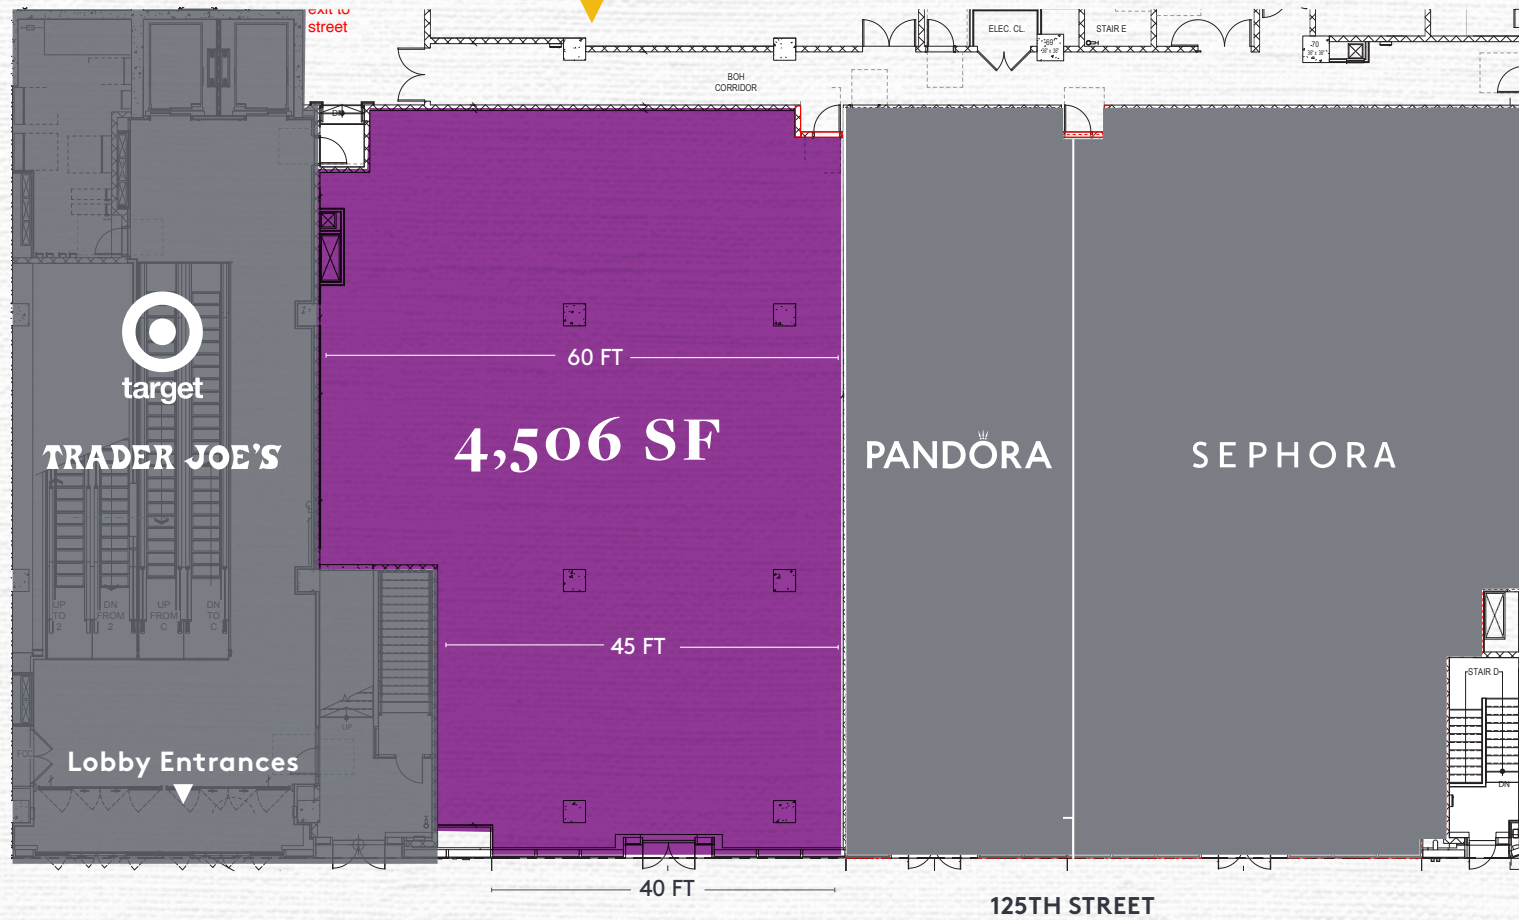 exit to
street
ELEC. CL.
STAIR E
-70
BOH
CORRIDOR
60 FT
target
4,506 SF
TRADER JOE'S
PANDORA
SEPHORA
UP
TO
2
DN
FROM
2
UP
FROM
C
DN
TO
C
45 FT
STAIR D
UP
Lobby Entrances
DN
40 FT
125TH STREET